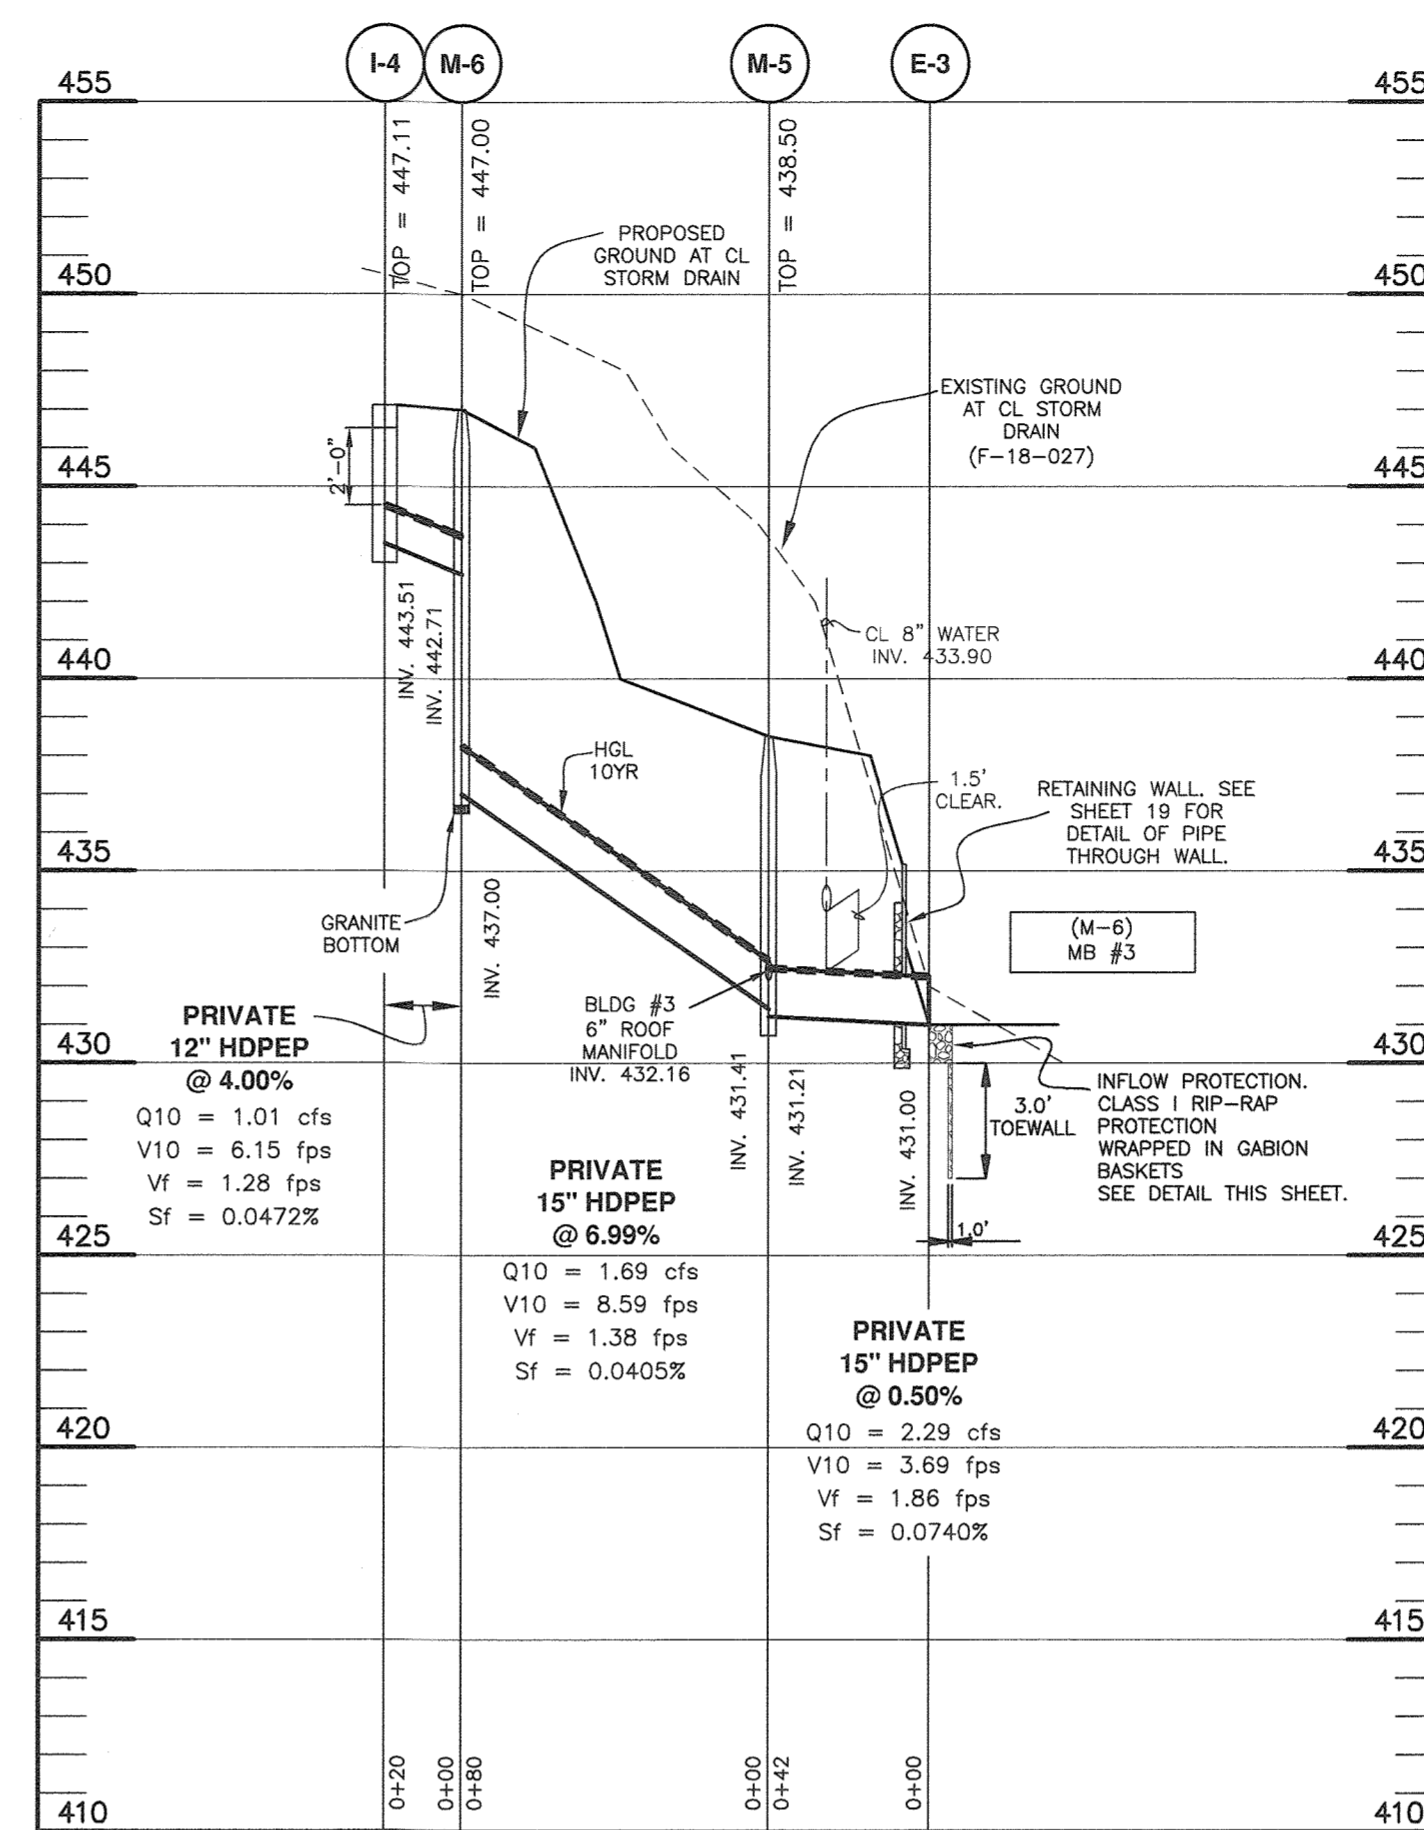 I-4
M-6
M-5
E-3
455
455
TOP = 447.11
TOP = 447.00
TOP = 438.50
PROPOSED
GROUND AT CL
STORM DRAIN
450
450
EXISTING GROUND
AT CL STORM
DRAIN
(F-18-027)
2'-0"
445
445
INV. 443.51
INV. 442.71
CL 8" WATER
INV. 433.90
440
440
HGL
10YR
1.5'
CLEAR.
RETAINING WALL. SEE
SHEET 19 FOR
DETAIL OF PIPE
THROUGH WALL.
435
435
GRANITE
BOTTOM
INV. 437.00
(M-6)
MB #3
BLDG #3
6" ROOF
MANIFOLD
INV. 432.16
PRIVATE
12" HDPEP
@ 4.00%
Q10 = 1.01 cfs
V10 = 6.15 fps
Vf = 1.28 fps
Sf = 0.0472%
430
430
INV. 431.41
INV. 431.21
INV. 431.00
3.0'
TOEWALL
INFLOW PROTECTION.
CLASS I RIP-RAP
PROTECTION
WRAPPED IN GABION
BASKETS
SEE DETAIL THIS SHEET.
1.0'
PRIVATE
15" HDPEP
@ 6.99%
Q10 = 1.69 cfs
V10 = 8.59 fps
Vf = 1.38 fps
Sf = 0.0405%
425
425
PRIVATE
15" HDPEP
@ 0.50%
Q10 = 2.29 cfs
V10 = 3.69 fps
Vf = 1.86 fps
Sf = 0.0740%
420
420
415
415
0+20
0+00
0+80
0+00
0+42
0+00
410
410